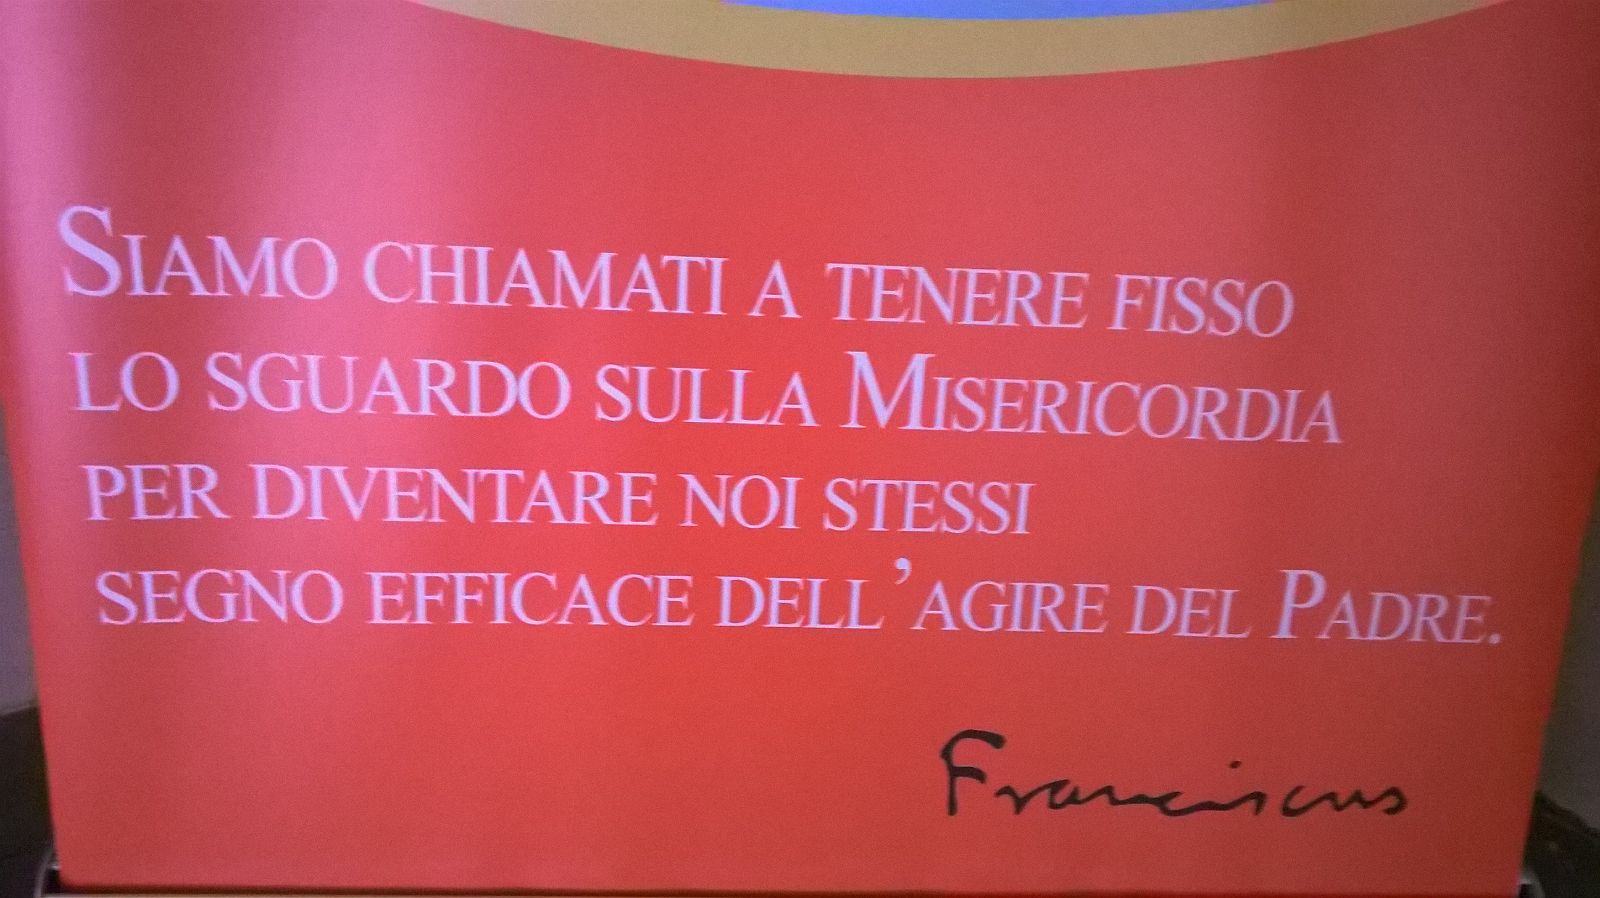 Siamo chiamati a tenere fisso
lo sguardo sulla Misericordia
per diventare noi stessi
segno efficace dell'agire del Padre.
Franciscus